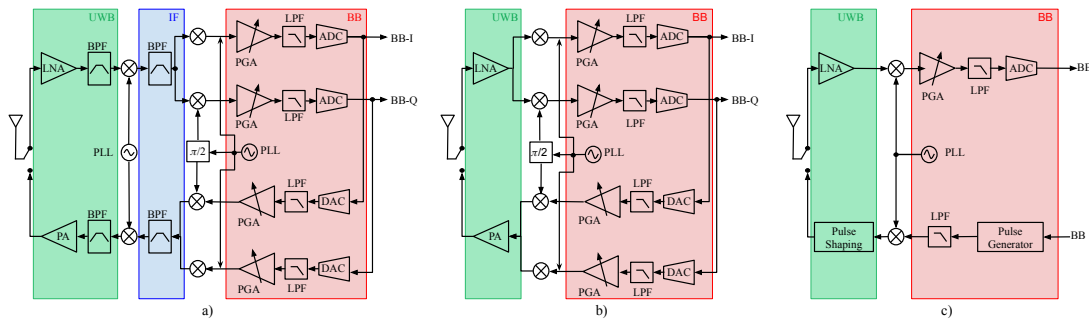 UWB
IF
BB
LNA
BPF
BPF
PGA
LPF
ADC
BB-I
PGA
LPF
ADC
BB-Q
PLL
π/2
PLL
PA
BPF
BPF
PGA
LPF
DAC
PGA
LPF
DAC
a)
UWB
BB
LNA
PGA
LPF
ADC
BB-I
PGA
LPF
ADC
BB-Q
π/2
PLL
PA
PGA
LPF
DAC
PGA
LPF
DAC
b)
UWB
BB
LNA
PGA
LPF
ADC
BB
PLL
Pulse
Shaping
LPF
Pulse
Generator
BB
c)